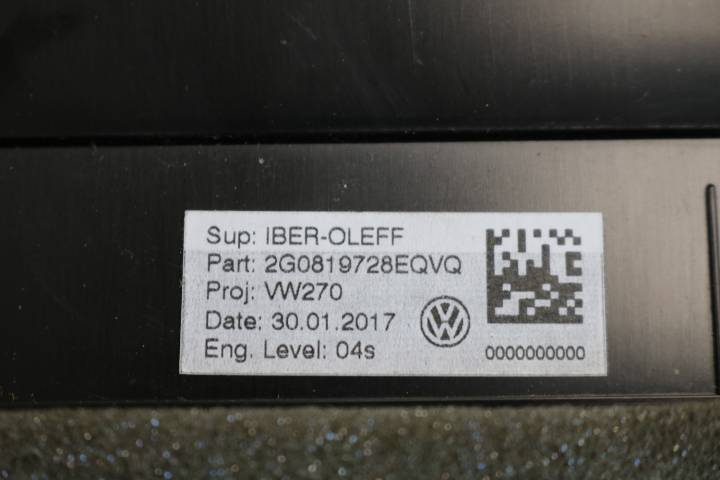 Sup: IBER-OLEFF
Part: 2G0819728EQVQ
Proj: VW270
Date: 30.01.2017
Eng. Level: 04s
0000000000